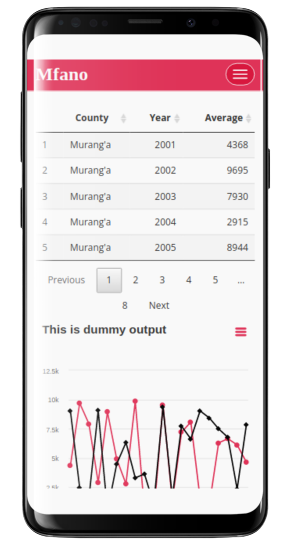 Mfano
County Year Average
1 Murang'a 2001 4368
2 Murang'a 2002 9695
3 Murang'a 2003 7930
4 Murang'a 2004 2915
5 Murang'a 2005 8944
Previous 1 2 3 4 5 ...
8 Next
This is dummy output
12.5k
10k
7.5k
5k
2.5k